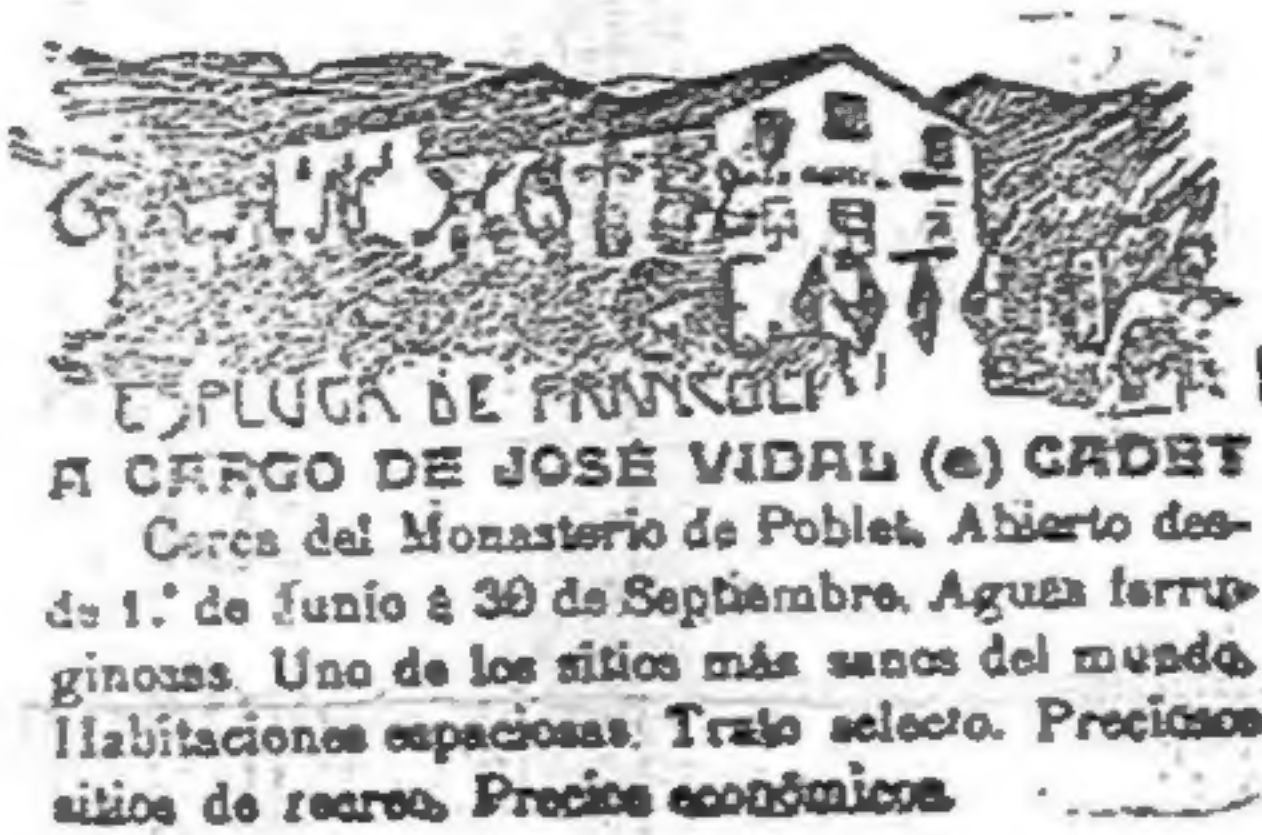 HOTEL
ESPLUGA DE FRANCOLI
A CARGO DE JOSÉ VIDAL (a) CADET
Cerca del Monasterio de Poblet. Abierto des-
de 1.º de Junio á 30 de Septiembre. Aguas ferru-
ginosas. Uno de los sitios más sanos del mundo.
Habitaciones espaciosas. Trato selecto. Preciosos
sitios de recreo. Precios económicos.